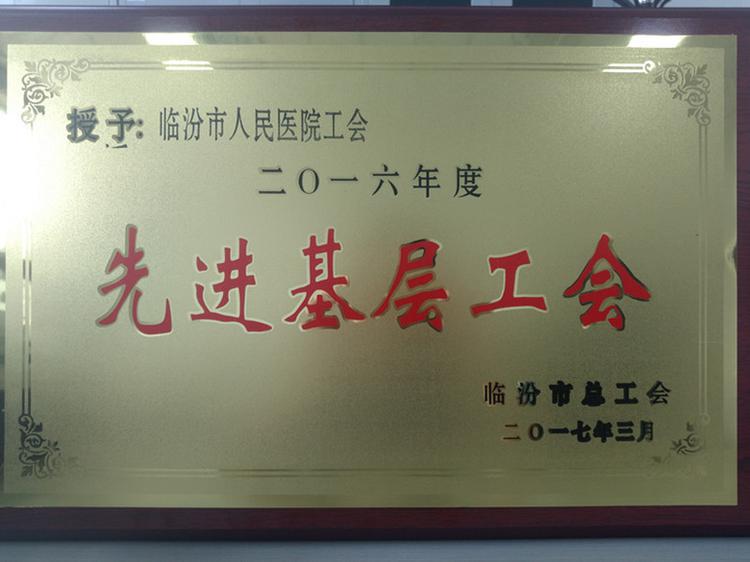 授予:临汾市人民医院工会
二〇一六年度
先进基层工会
临汾市总工会
二〇一七年三月